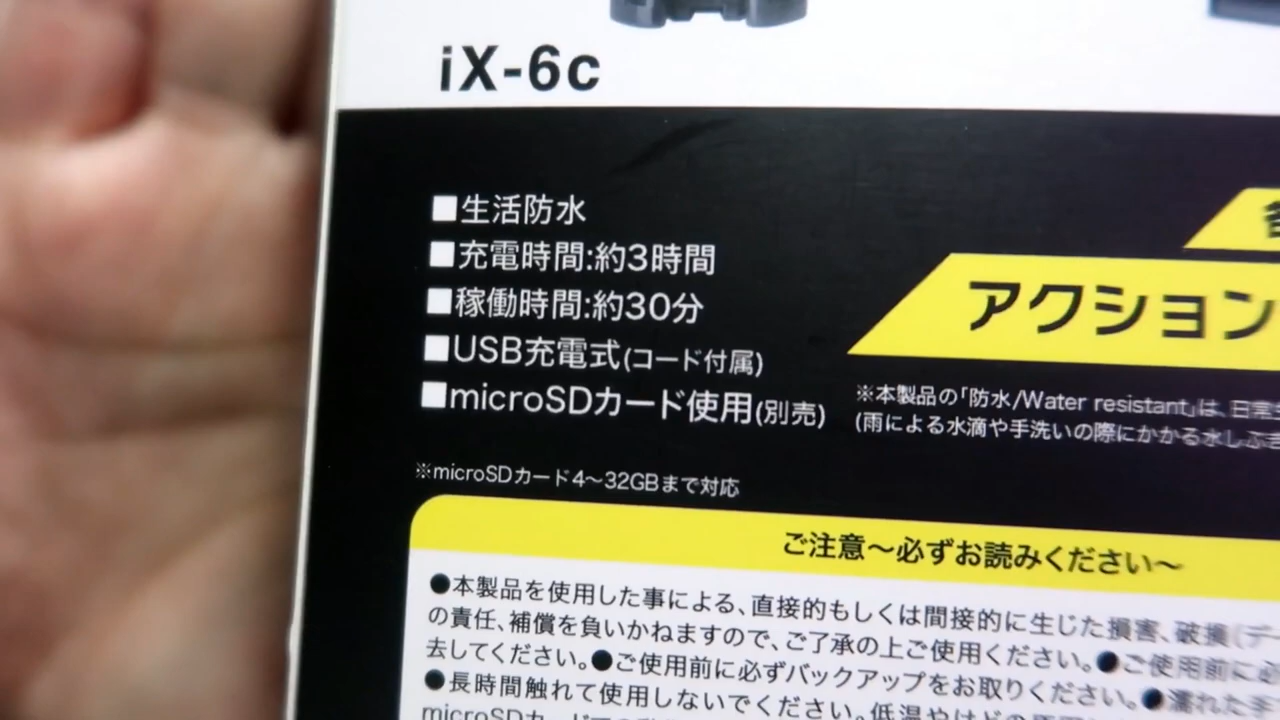 iX-6c
■生活防水
■充電時間:約3時間
■稼働時間:約30分
■USB充電式(コード付属)
■microSDカード使用(別売)
アクション
※本製品の「防水/Water resistant」は、日常
(雨による水滴や手洗いの際にかかる水しぶき
※microSDカード4〜32GBまで対応
ご注意〜必ずお読みください〜
●本製品を使用した事による、直接的もしくは間接的に生じた損害、破損(デー
の責任、補償を負いかねますので、ご了承の上ご使用ください。●ご使用前に必
去してください。●ご使用前に必ずバックアップをお取りください。●濡れた手
●長時間触れて使用しないでください。低温やけどの
microSDカード